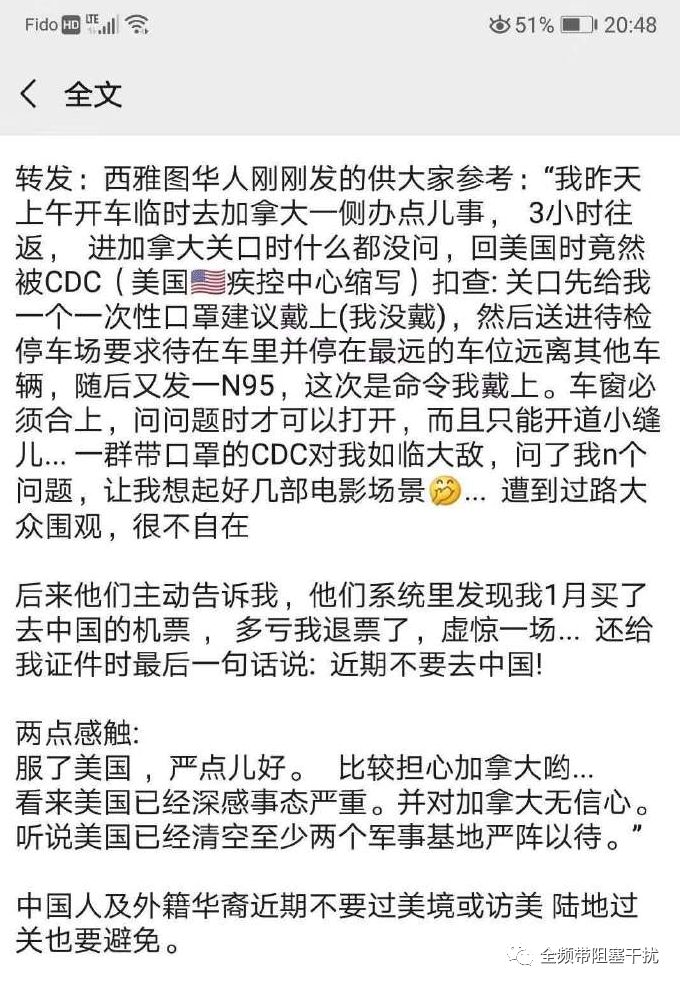 Fido HD LTE 51% 20:48
全文
转发：西雅图华人刚刚发的供大家参考：“我昨天
上午开车临时去加拿大一侧办点儿事， 3小时往
返， 进加拿大关口时什么都没问，回美国时竟然
被CDC（美国🇺🇸疾控中心缩写）扣查: 关口先给我
一个一次性口罩建议戴上(我没戴)，然后送进待检
停车场要求待在车里并停在最远的车位远离其他车
辆，随后又发一N95，这次是命令我戴上。车窗必
须合上，问问题时才可以打开，而且只能开道小缝
儿... 一群带口罩的CDC对我如临大敌，问了我n个
问题，让我想起好几部电影场景🤭... 遭到过路大
众围观，很不自在
后来他们主动告诉我，他们系统里发现我1月买了
去中国的机票 ， 多亏我退票了，虚惊一场... 还给
我证件时最后一句话说: 近期不要去中国!
两点感触:
服了美国 ，严点儿好。 比较担心加拿大哟...
看来美国已经深感事态严重。并对加拿大无信心。
听说美国已经清空至少两个军事基地严阵以待。”
中国人及外籍华裔近期不要过美境或访美 陆地过
关也要避免。
全频带阻塞干扰